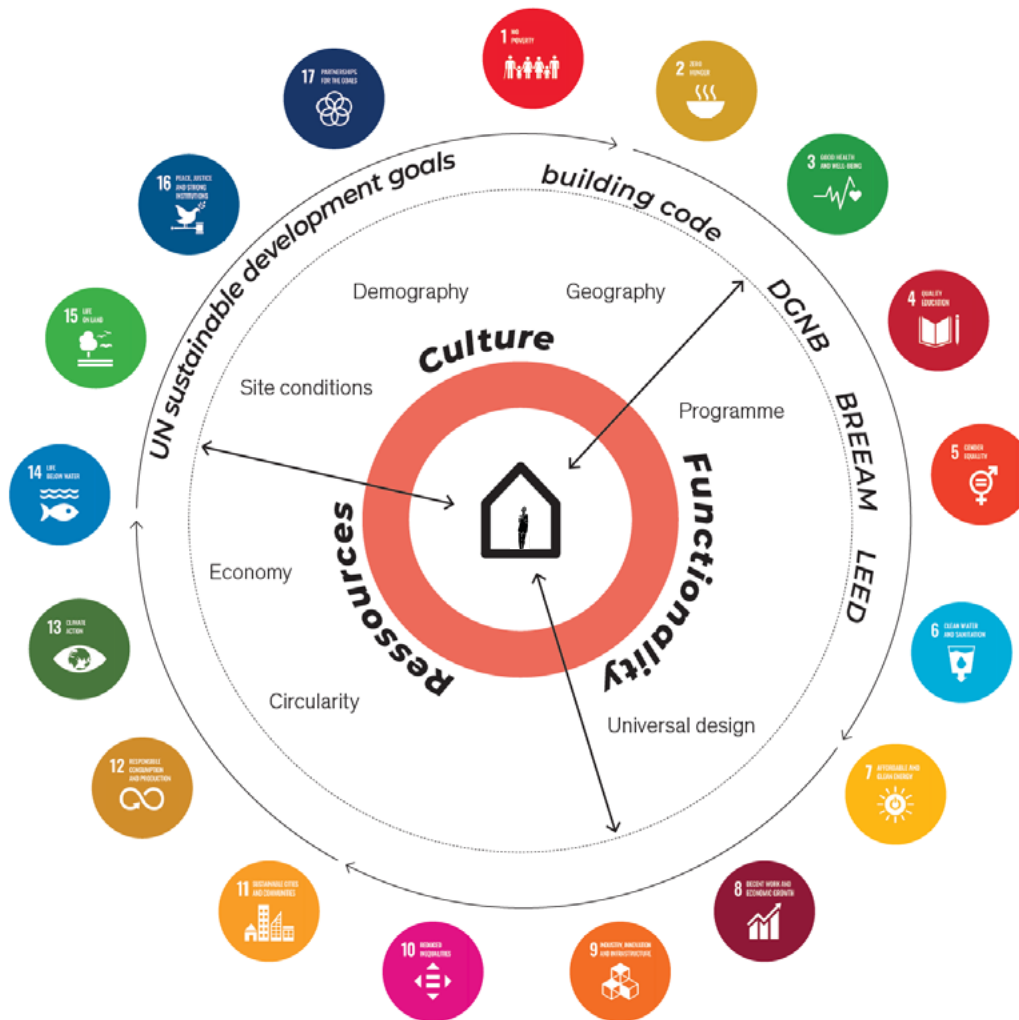 1 NO
POVERTY
2 ZERO
HUNGER
3 GOOD HEALTH
AND WELL-BEING
4 QUALITY
EDUCATION
5 GENDER
EQUALITY
6 CLEAN WATER
AND SANITATION
7 AFFORDABLE AND
CLEAN ENERGY
8 DECENT WORK AND
ECONOMIC GROWTH
9 INDUSTRY, INNOVATION
AND INFRASTRUCTURE
10 REDUCED
INEQUALITIES
11 SUSTAINABLE CITIES
AND COMMUNITIES
12 RESPONSIBLE
CONSUMPTION
AND PRODUCTION
13 CLIMATE
ACTION
14 LIFE
BELOW WATER
15 LIFE
ON LAND
16 PEACE, JUSTICE
AND STRONG
INSTITUTIONS
17 PARTNERSHIPS
FOR THE GOALS
UN sustainable development goals
building code
DGNB
BREEAM
LEED
Demography
Geography
Culture
Site conditions
Programme
Functionality
Ressources
Economy
Circularity
Universal design